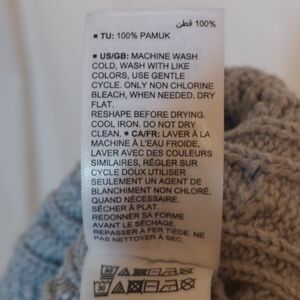 100% قطن
■ TU: 100% PAMUK
■ US/GB: MACHINE WASH
COLD, WASH WITH LIKE
COLORS, USE GENTLE
CYCLE. ONLY NON CHLORINE
BLEACH, WHEN NEEDED. DRY
FLAT.
RESHAPE BEFORE DRYING.
COOL IRON. DO NOT DRY
CLEAN. ■ CA/FR: LAVER À LA
MACHINE À L'EAU FROIDE,
LAVER AVEC DES COULEURS
SIMILAIRES, RÉGLER SUR
CYCLE DOUX UTILISER
SEULEMENT UN AGENT DE
BLANCHIMENT NON CHLORÉ,
QUAND NÉCESSAIRE.
SÉCHER À PLAT.
REDONNER SA FORME
AVANT LE SÉCHAGE.
REPASSER À FER TIÈDE. NE
PAS NETTOYER À SEC.
30
30